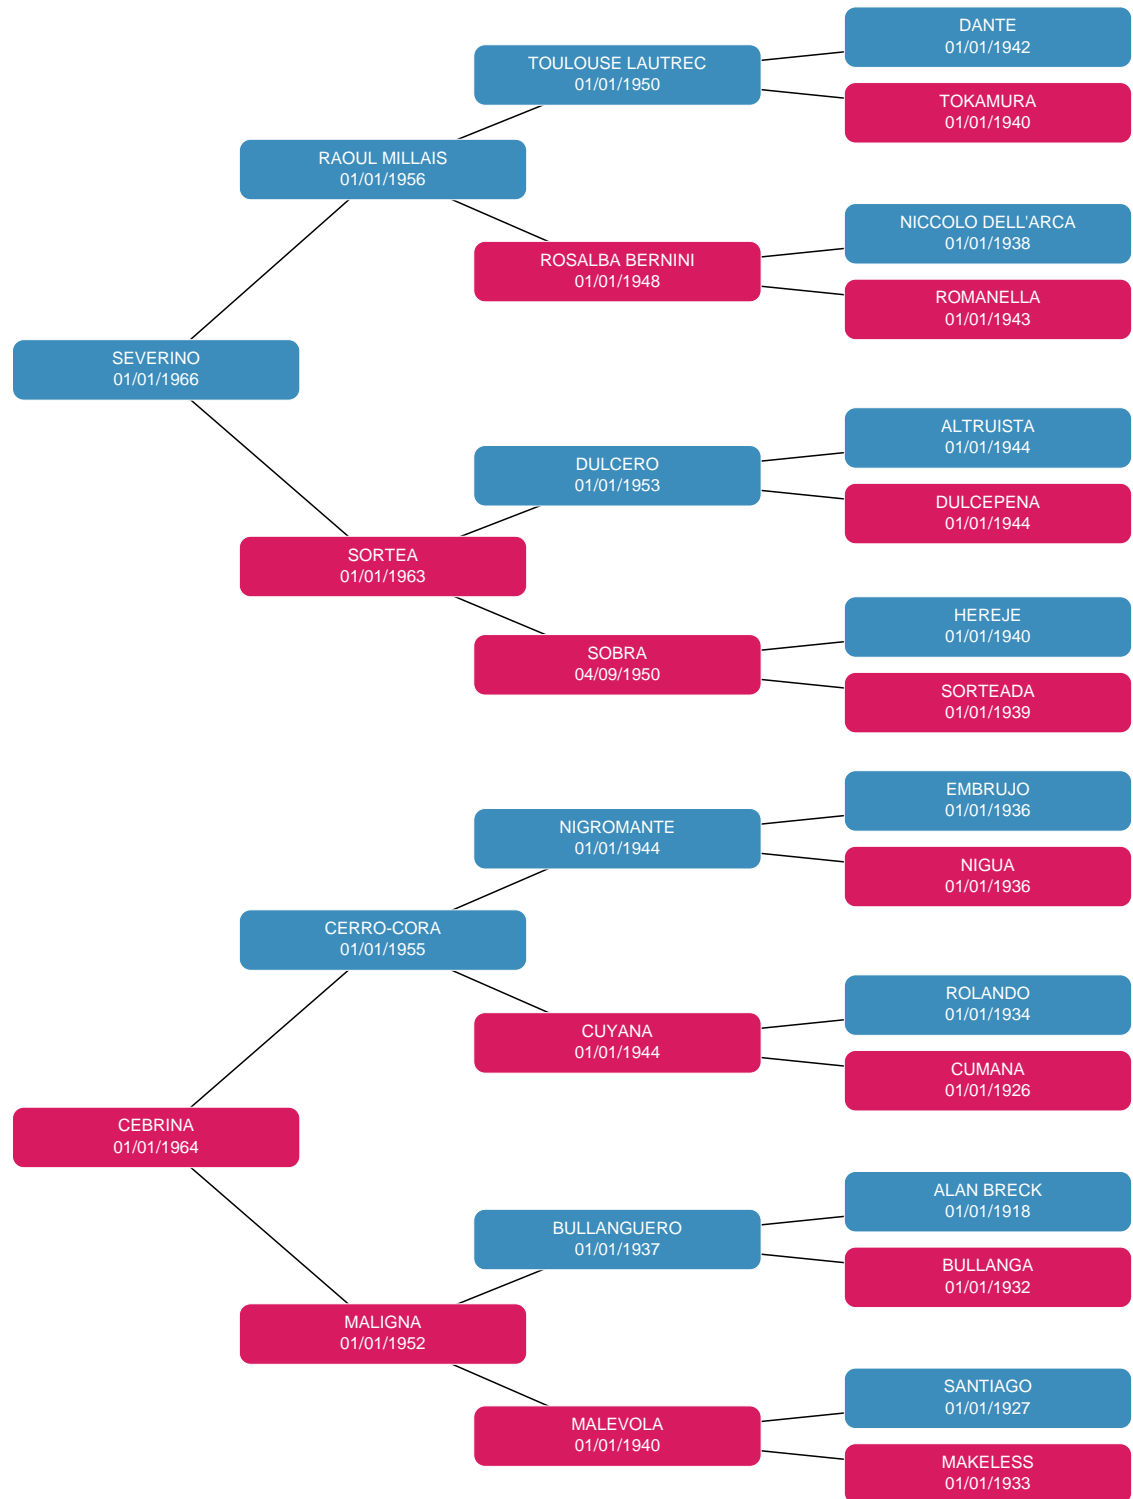 DANTE
01/01/1942
TOULOUSE LAUTREC
01/01/1950
TOKAMURA
01/01/1940
RAOUL MILLAIS
01/01/1956
NICCOLO DELL'ARCA
01/01/1938
ROSALBA BERNINI
01/01/1948
ROMANELLA
01/01/1943
SEVERINO
01/01/1966
ALTRUISTA
01/01/1944
DULCERO
01/01/1953
DULCEPENA
01/01/1944
SORTEA
01/01/1963
HEREJE
01/01/1940
SOBRA
04/09/1950
SORTEADA
01/01/1939
EMBRUJO
01/01/1936
NIGROMANTE
01/01/1944
NIGUA
01/01/1936
CERRO-CORA
01/01/1955
ROLANDO
01/01/1934
CUYANA
01/01/1944
CUMANA
01/01/1926
CEBRINA
01/01/1964
ALAN BRECK
01/01/1918
BULLANGUERO
01/01/1937
BULLANGA
01/01/1932
MALIGNA
01/01/1952
SANTIAGO
01/01/1927
MALEVOLA
01/01/1940
MAKELESS
01/01/1933